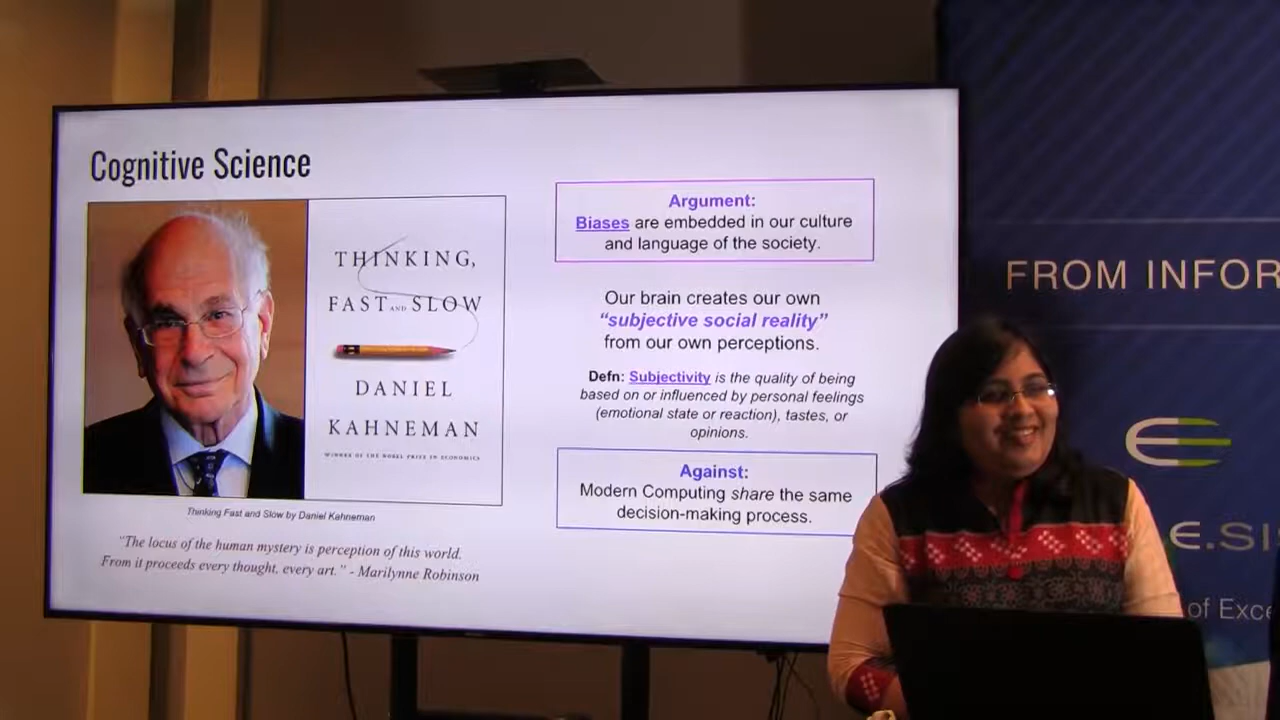 Cognitive Science
THINKING,
FAST AND SLOW
DANIEL
KAHNEMAN
WINNER OF THE NOBEL PRIZE IN ECONOMICS
Thinking Fast and Slow by Daniel Kahneman
"The locus of the human mystery is perception of this world.
From it proceeds every thought, every art." - Marilynne Robinson
Argument:
Biases are embedded in our culture
and language of the society.
Our brain creates our own
"subjective social reality"
from our own perceptions.
Defn: Subjectivity is the quality of being
based on or influenced by personal feelings
(emotional state or reaction), tastes, or
opinions.
Against:
Modern Computing share the same
decision-making process.
FROM INFOR
E.SI
of Exce